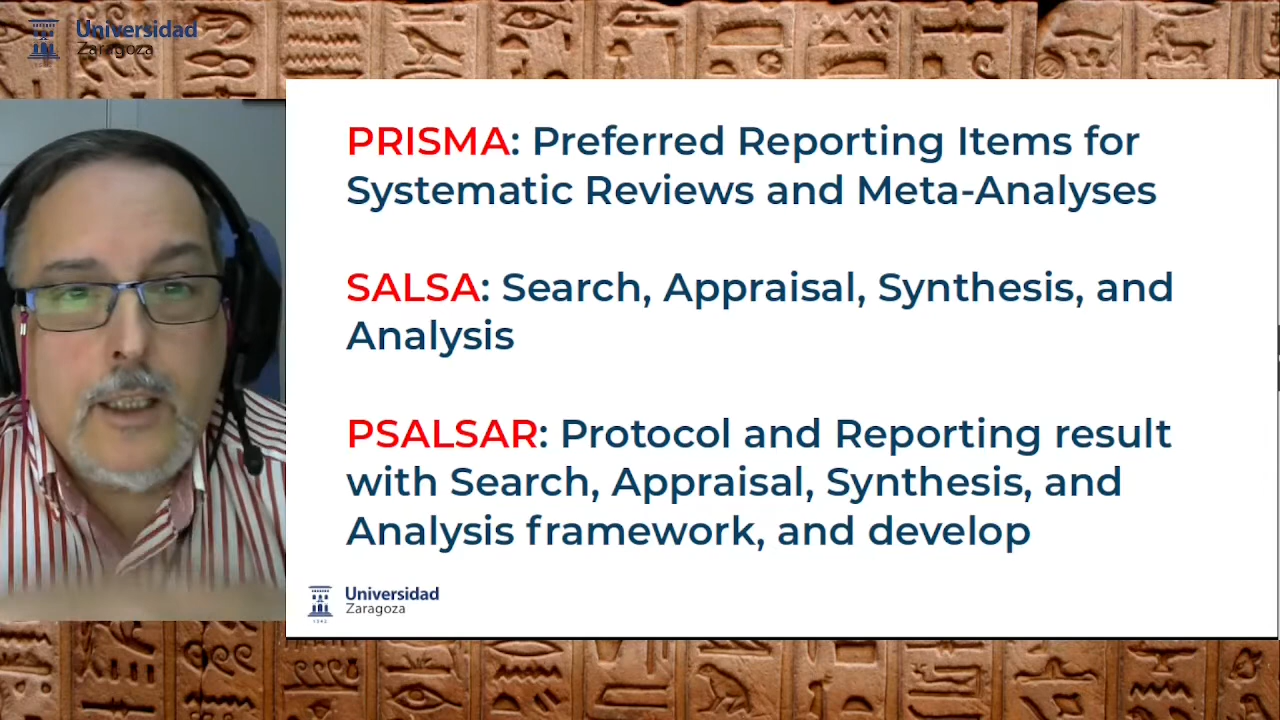 Universidad
Zaragoza
PRISMA: Preferred Reporting Items for
Systematic Reviews and Meta-Analyses
SALSA: Search, Appraisal, Synthesis, and
Analysis
PSALSAR: Protocol and Reporting result
with Search, Appraisal, Synthesis, and
Analysis framework, and develop
Universidad
Zaragoza
1542